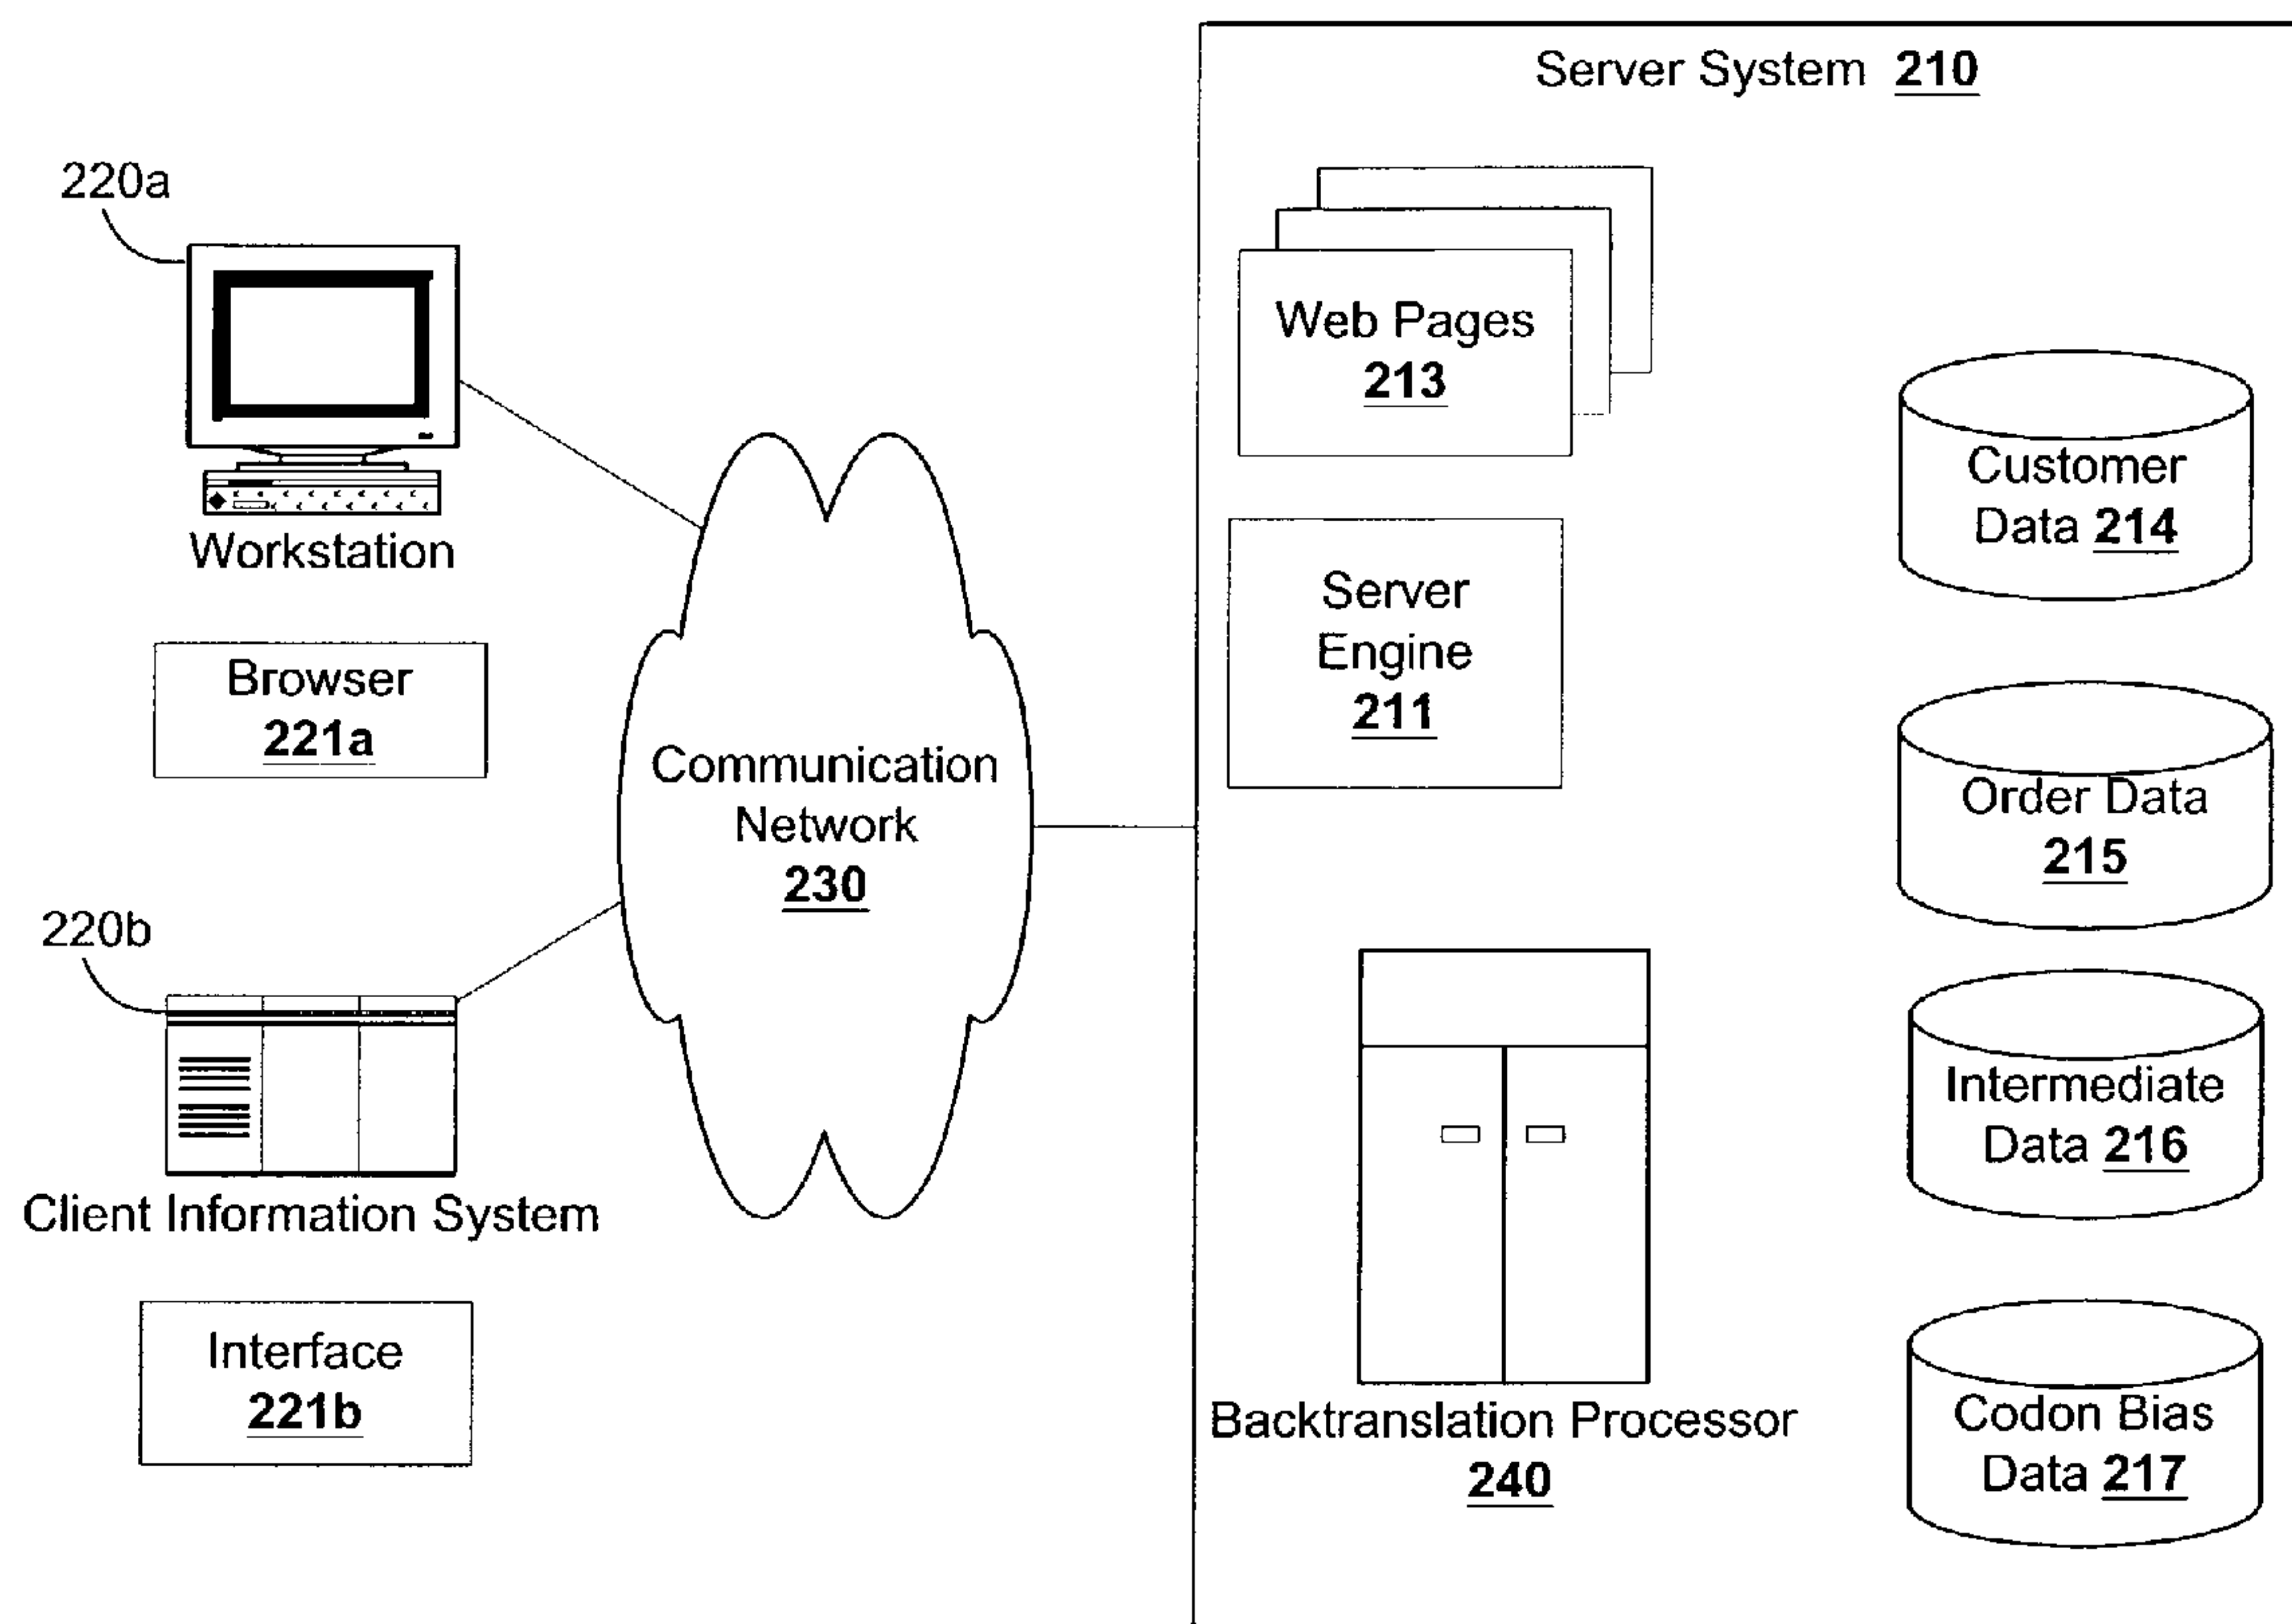 Server System 210
220a
Workstation
Browser
221a
220b
Client Information System
Interface
221b
Communication
Network
230
Web Pages
213
Server
Engine
211
Backtranslation Processor
240
Customer
Data 214
Order Data
215
Intermediate
Data 216
Codon Bias
Data 217